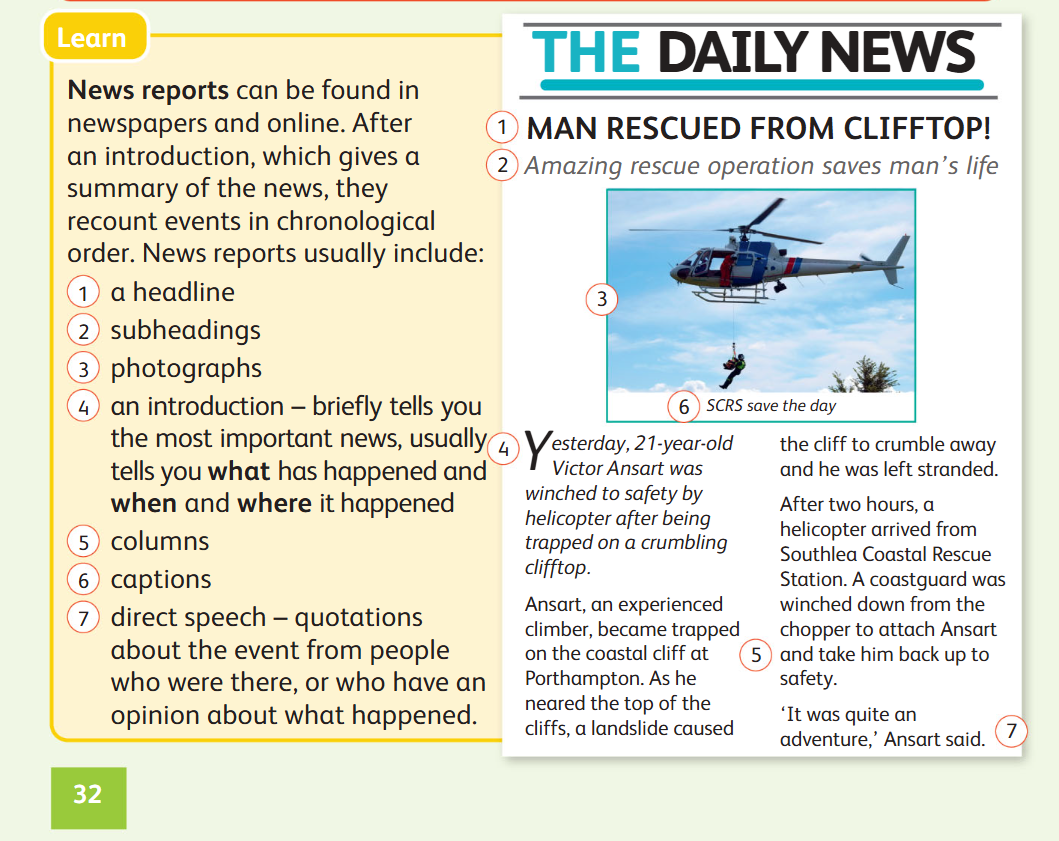 Learn
News reports can be found in
newspapers and online. After
an introduction, which gives a
summary of the news, they
recount events in chronological
order. News reports usually include:
1 a headline
2 subheadings
3 photographs
4 an introduction – briefly tells you
the most important news, usually
tells you what has happened and
when and where it happened
5 columns
6 captions
7 direct speech – quotations
about the event from people
who were there, or who have an
opinion about what happened.
32
THE DAILY NEWS
1 MAN RESCUED FROM CLIFFTOP!
2 Amazing rescue operation saves man's life
3
6 SCRS save the day
4 Yesterday, 21-year-old
Victor Ansart was
winched to safety by
helicopter after being
trapped on a crumbling
clifftop.
Ansart, an experienced
climber, became trapped
on the coastal cliff at
Porthampton. As he
neared the top of the
cliffs, a landslide caused
5
the cliff to crumble away
and he was left stranded.
After two hours, a
helicopter arrived from
Southlea Coastal Rescue
Station. A coastguard was
winched down from the
chopper to attach Ansart
and take him back up to
safety.
‘It was quite an
adventure,’ Ansart said.
7